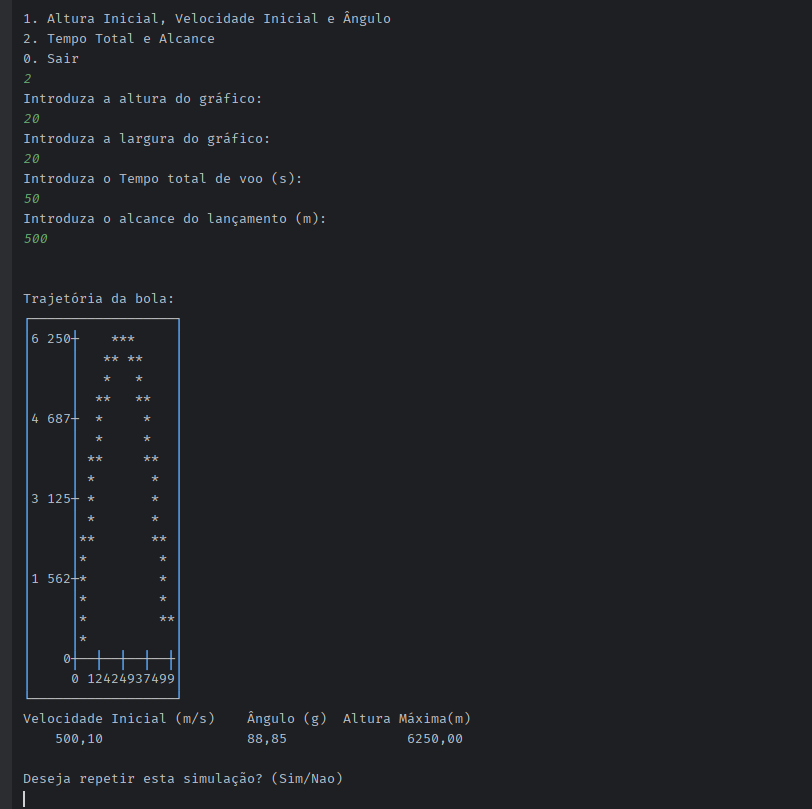 1. Altura Inicial, Velocidade Inicial e Ângulo
2. Tempo Total e Alcance
0. Sair
2
Introduza a altura do gráfico:
20
Introduza a largura do gráfico:
20
Introduza o Tempo total de voo (s):
50
Introduza o alcance do lançamento (m):
500
Trajetória da bola:
6 250 ***
** **
* *
** **
4 687 * *
* *
** **
* *
3 125 * *
* *
** **
* *
1 562 * *
* *
* **
*
0
0 12424937499
Velocidade Inicial (m/s) Ângulo (g) Altura Máxima(m)
500,10 88,85 6250,00
Deseja repetir esta simulação? (Sim/Nao)